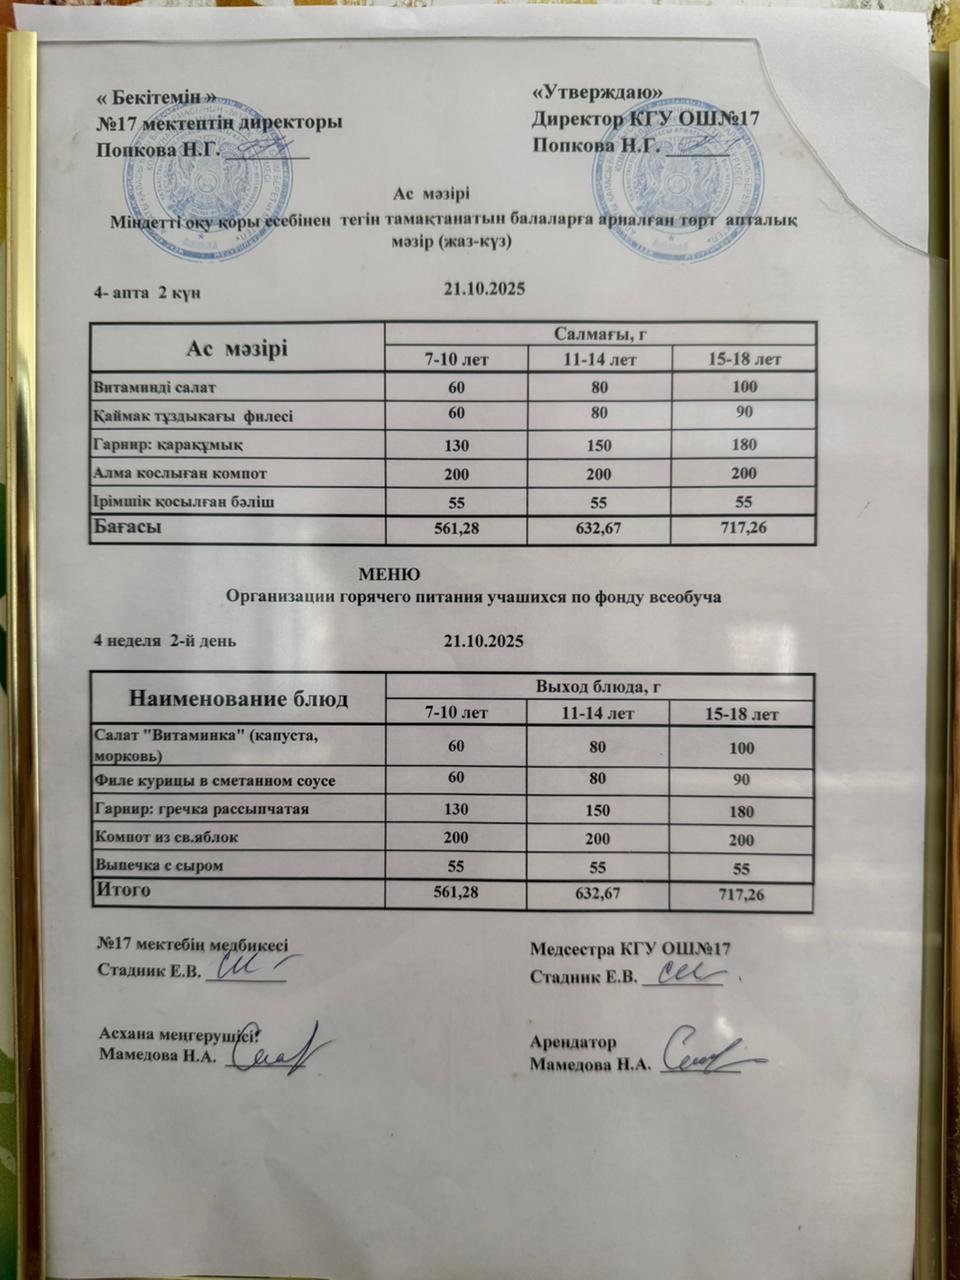 « Бекітемін »
№17 мектептің директоры
Попкова Н.Г.
«Утверждаю»
Директор КГУ ОШ№17
Попкова Н.Г.
Ас мәзірі
Міндетті оқу қоры есебінен тегін тамақтанатын балаларға арналған төрт апталық
мәзір (жаз-күз)
4- апта 2 күн 21.10.2025
Ас мәзірі Салмағы, г
7-10 лет 11-14 лет 15-18 лет
Витаминді салат 60 80 100
Қаймак тұздыкағы филесі 60 80 90
Гарнир: қарақұмық 130 150 180
Алма кослыған компот 200 200 200
Ірімшік қосылған бәліш 55 55 55
Бағасы 561,28 632,67 717,26
МЕНЮ
Организации горячего питания учашихся по фонду всеобуча
4 неделя 2-й день 21.10.2025
Наименование блюд Выход блюда, г
7-10 лет 11-14 лет 15-18 лет
Салат "Витаминка" (капуста,
морковь) 60 80 100
Филе курицы в сметанном соусе 60 80 90
Гарнир: гречка рассыпчатая 130 150 180
Компот из св.яблок 200 200 200
Выпечка с сыром 55 55 55
Итого 561,28 632,67 717,26
№17 мектебің медбикесі
Стадник Е.В.
Медсестра КГУ ОШ№17
Стадник Е.В.
Асхана меңгерушісі?
Мамедова Н.А.
Арендатор
Мамедова Н.А.